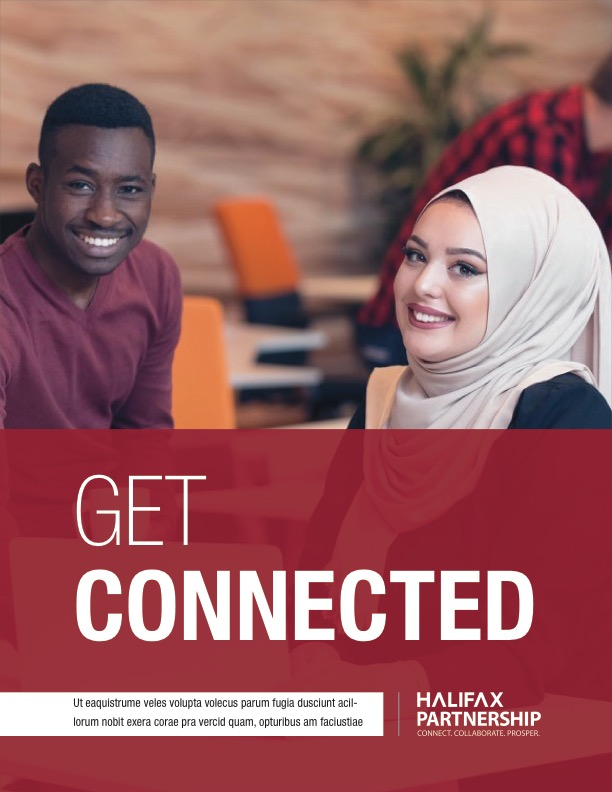 GET
CONNECTED
Ut eaquistrume veles volupta volecus parum fugia dusciunt acil-
lorum nobit exera corae pra vercid quam, opturibus am faciustiae
HALIFAX
PARTNERSHIP
CONNECT. COLLABORATE. PROSPER.